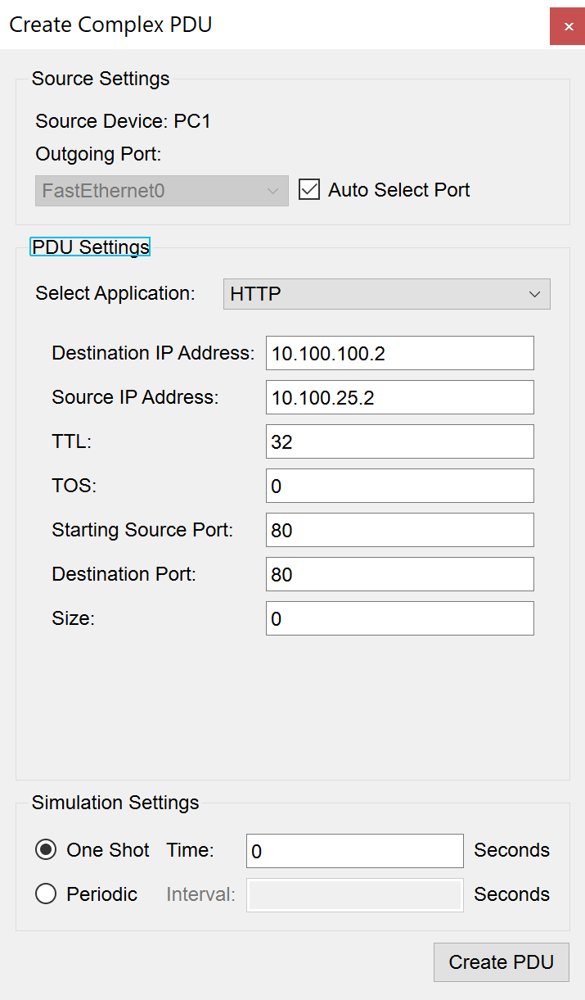 Create Complex PDU
Source Settings
Source Device: PC1
Outgoing Port:
FastEthernet0 Auto Select Port
PDU Settings
Select Application: HTTP
Destination IP Address: 10.100.100.2
Source IP Address: 10.100.25.2
TTL: 32
TOS: 0
Starting Source Port: 80
Destination Port: 80
Size: 0
Simulation Settings
One Shot Time: 0 Seconds
Periodic Interval: Seconds
Create PDU